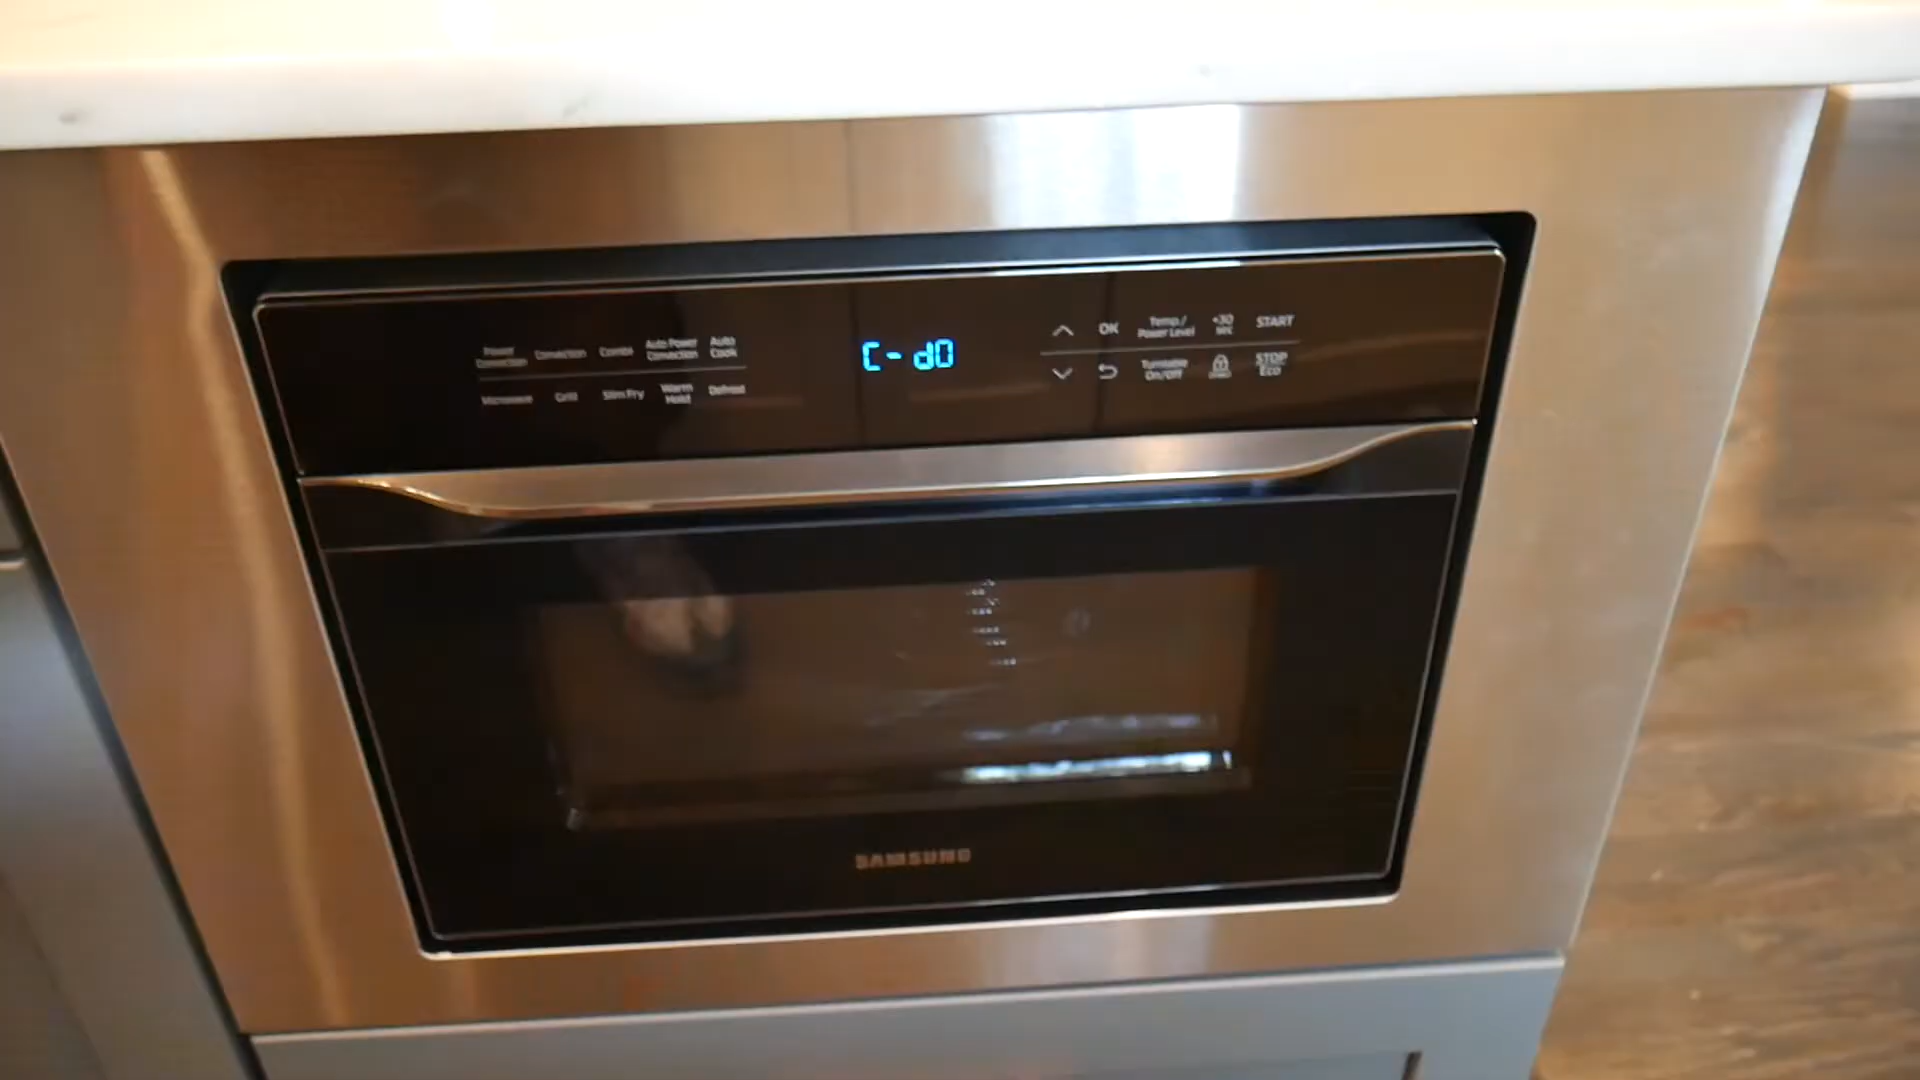 Power
Convection
Convection
Combi
Auto Power
Convection
Auto
Cook
Microwave
Grill
Slim Fry
Warm
Hold
Defrost
C-d0
OK
Temp./
Power Level
+30
sec
START
Turntable
On/Off
STOP
Eco
SAMSUNG